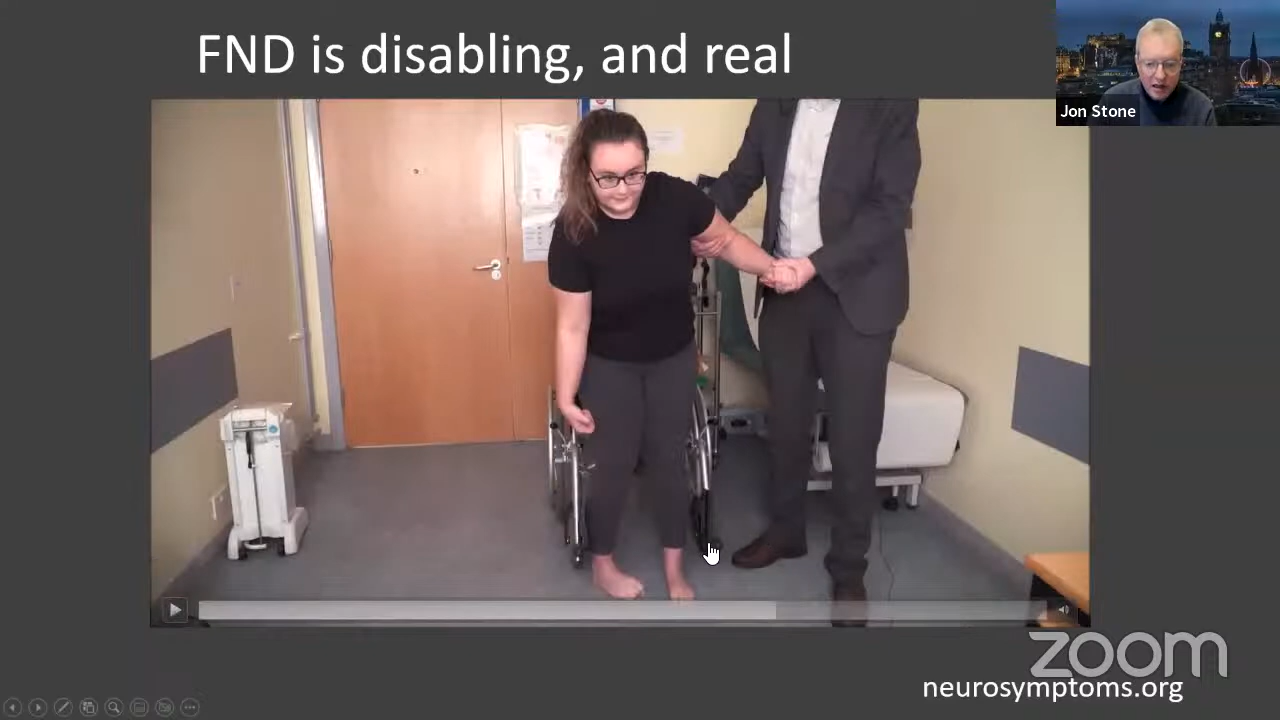 FND is disabling, and real
Jon Stone
zoom
neurosymptoms.org